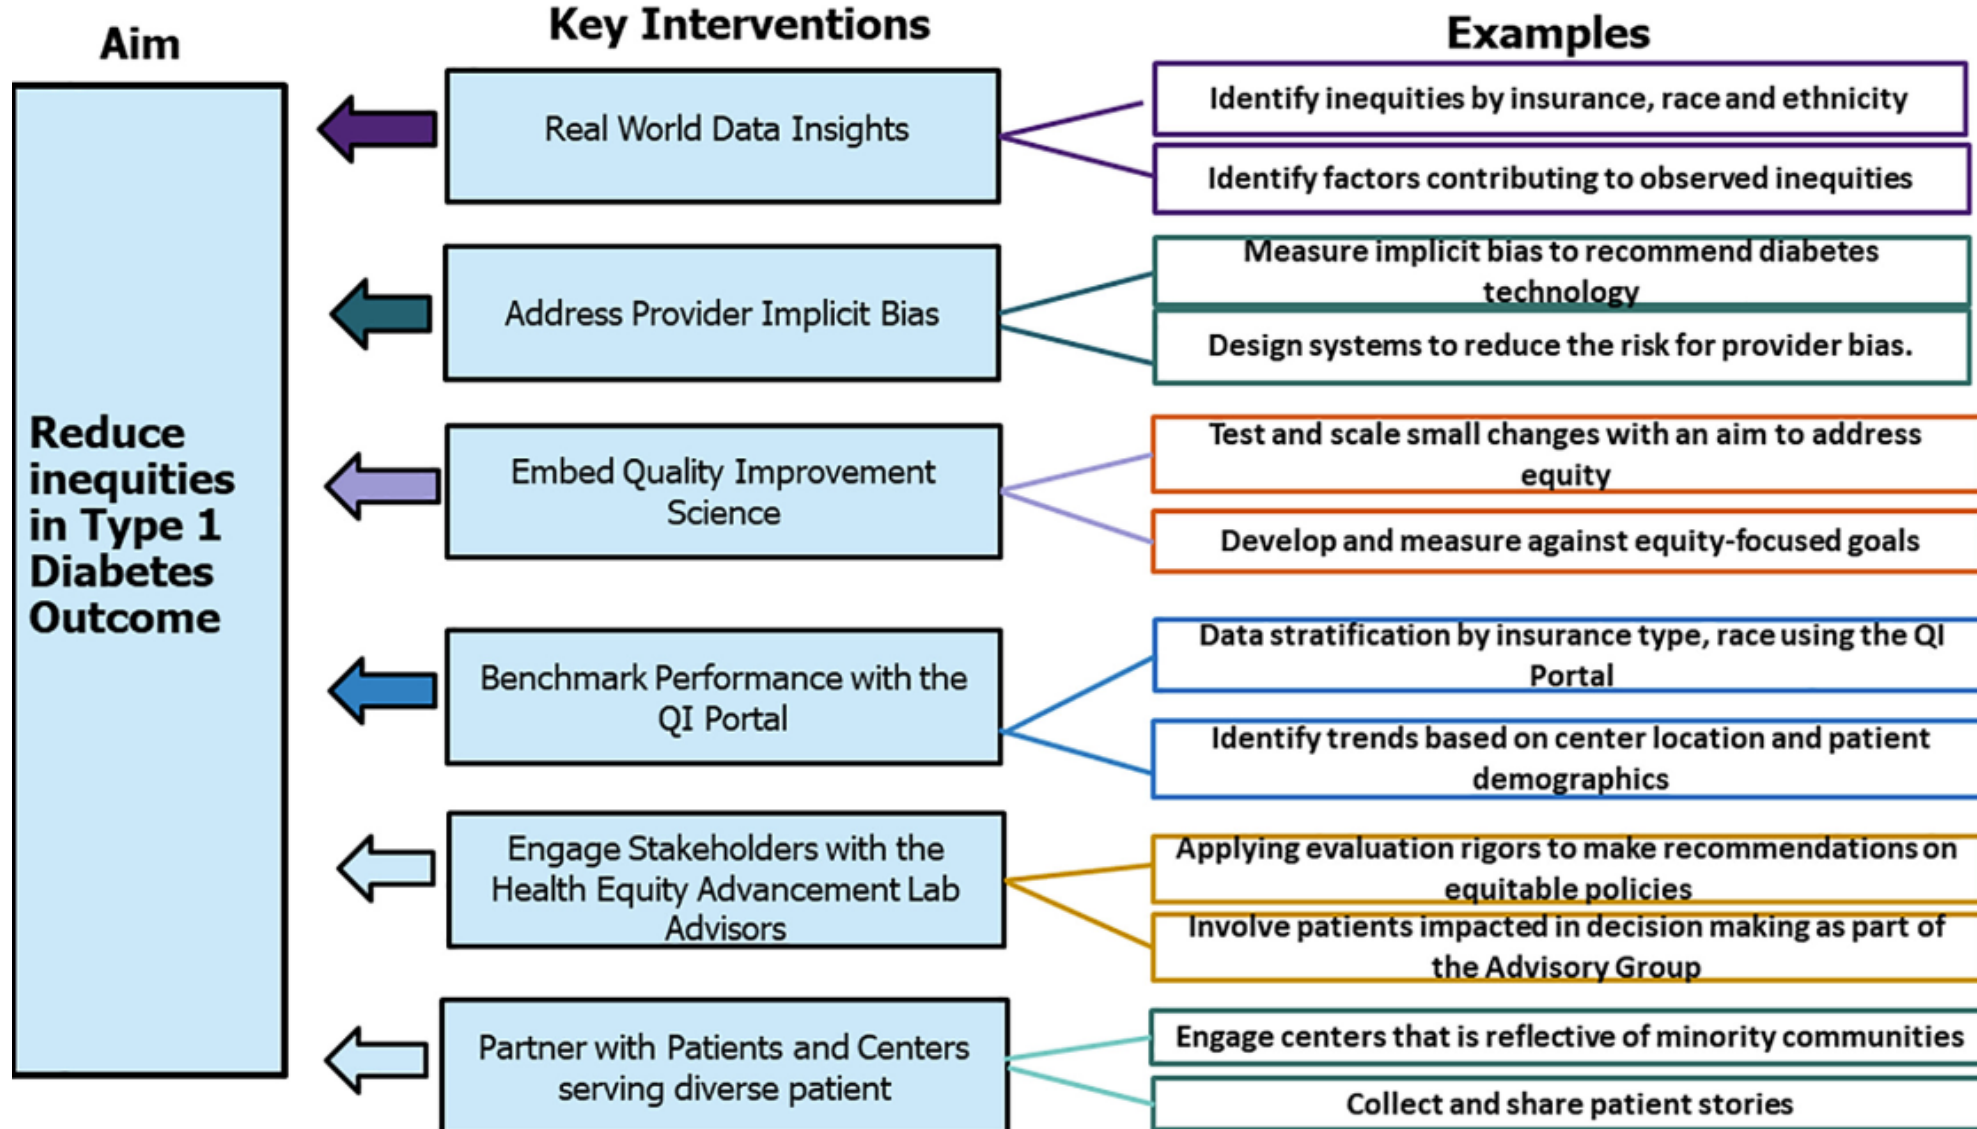 Aim
Key Interventions
Examples
Reduce
inequities
in Type 1
Diabetes
Outcome
Real World Data Insights
Identify inequities by insurance, race and ethnicity
Identify factors contributing to observed inequities
Address Provider Implicit Bias
Measure implicit bias to recommend diabetes
technology
Design systems to reduce the risk for provider bias.
Embed Quality Improvement
Science
Test and scale small changes with an aim to address
equity
Develop and measure against equity-focused goals
Benchmark Performance with the
QI Portal
Data stratification by insurance type, race using the QI
Portal
Identify trends based on center location and patient
demographics
Engage Stakeholders with the
Health Equity Advancement Lab
Advisors
Applying evaluation rigors to make recommendations on
equitable policies
Involve patients impacted in decision making as part of
the Advisory Group
Partner with Patients and Centers
serving diverse patient
Engage centers that is reflective of minority communities
Collect and share patient stories